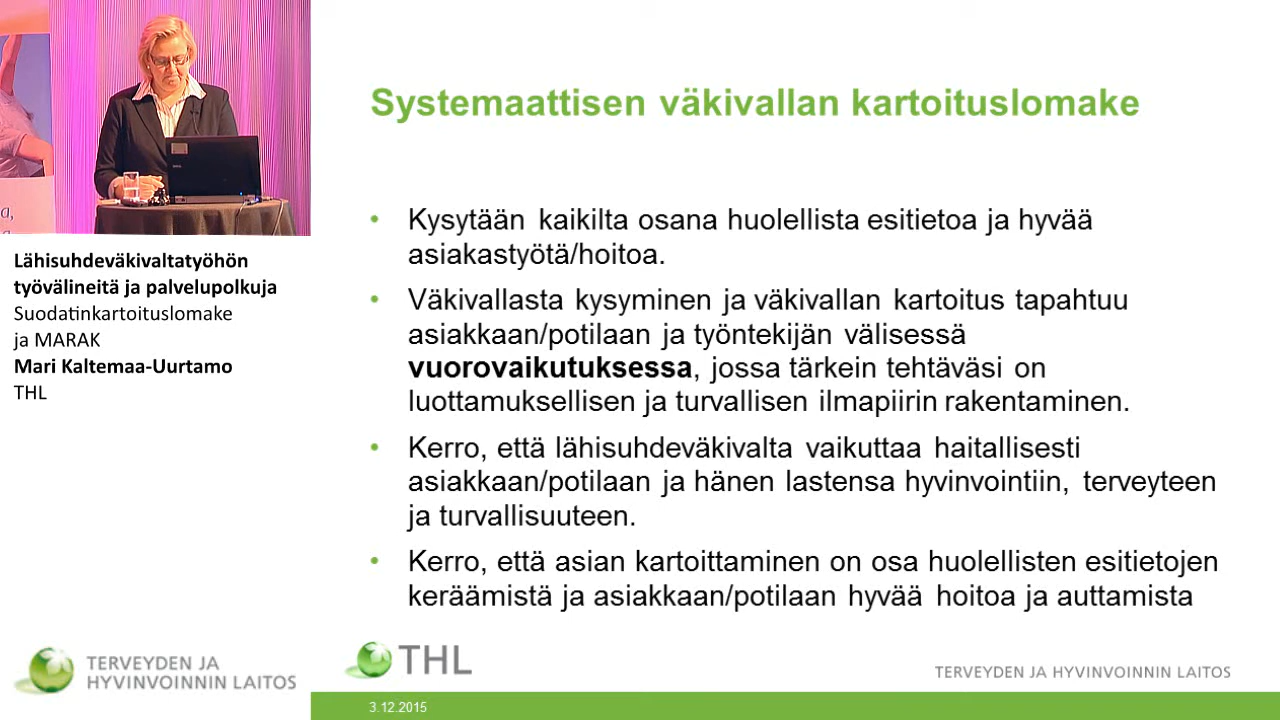 Systemaattisen väkivallan kartoituslomake
• Kysytään kaikilta osana huolellista esitietoa ja hyvää
asiakastyötä/hoitoa.
• Väkivallasta kysyminen ja väkivallan kartoitus tapahtuu
asiakkaan/potilaan ja työntekijän välisessä
vuorovaikutuksessa, jossa tärkein tehtäväsi on
luottamuksellisen ja turvallisen ilmapiirin rakentaminen.
• Kerro, että lähisuhdeväkivalta vaikuttaa haitallisesti
asiakkaan/potilaan ja hänen lastensa hyvinvointiin, terveyteen
ja turvallisuuteen.
• Kerro, että asian kartoittaminen on osa huolellisten esitietojen
keräämistä ja asiakkaan/potilaan hyvää hoitoa ja auttamista
Lähisuhdeväkivaltatyöhön
työvälineitä ja palvelupolkuja
Suodatinkartoituslomake
ja MARAK
Mari Kaltemaa-Uurtamo
THL
TERVEYDEN JA
HYVINVOINNIN LAITOS
THL
TERVEYDEN JA HYVINVOINNIN LAITOS
3.12.2015